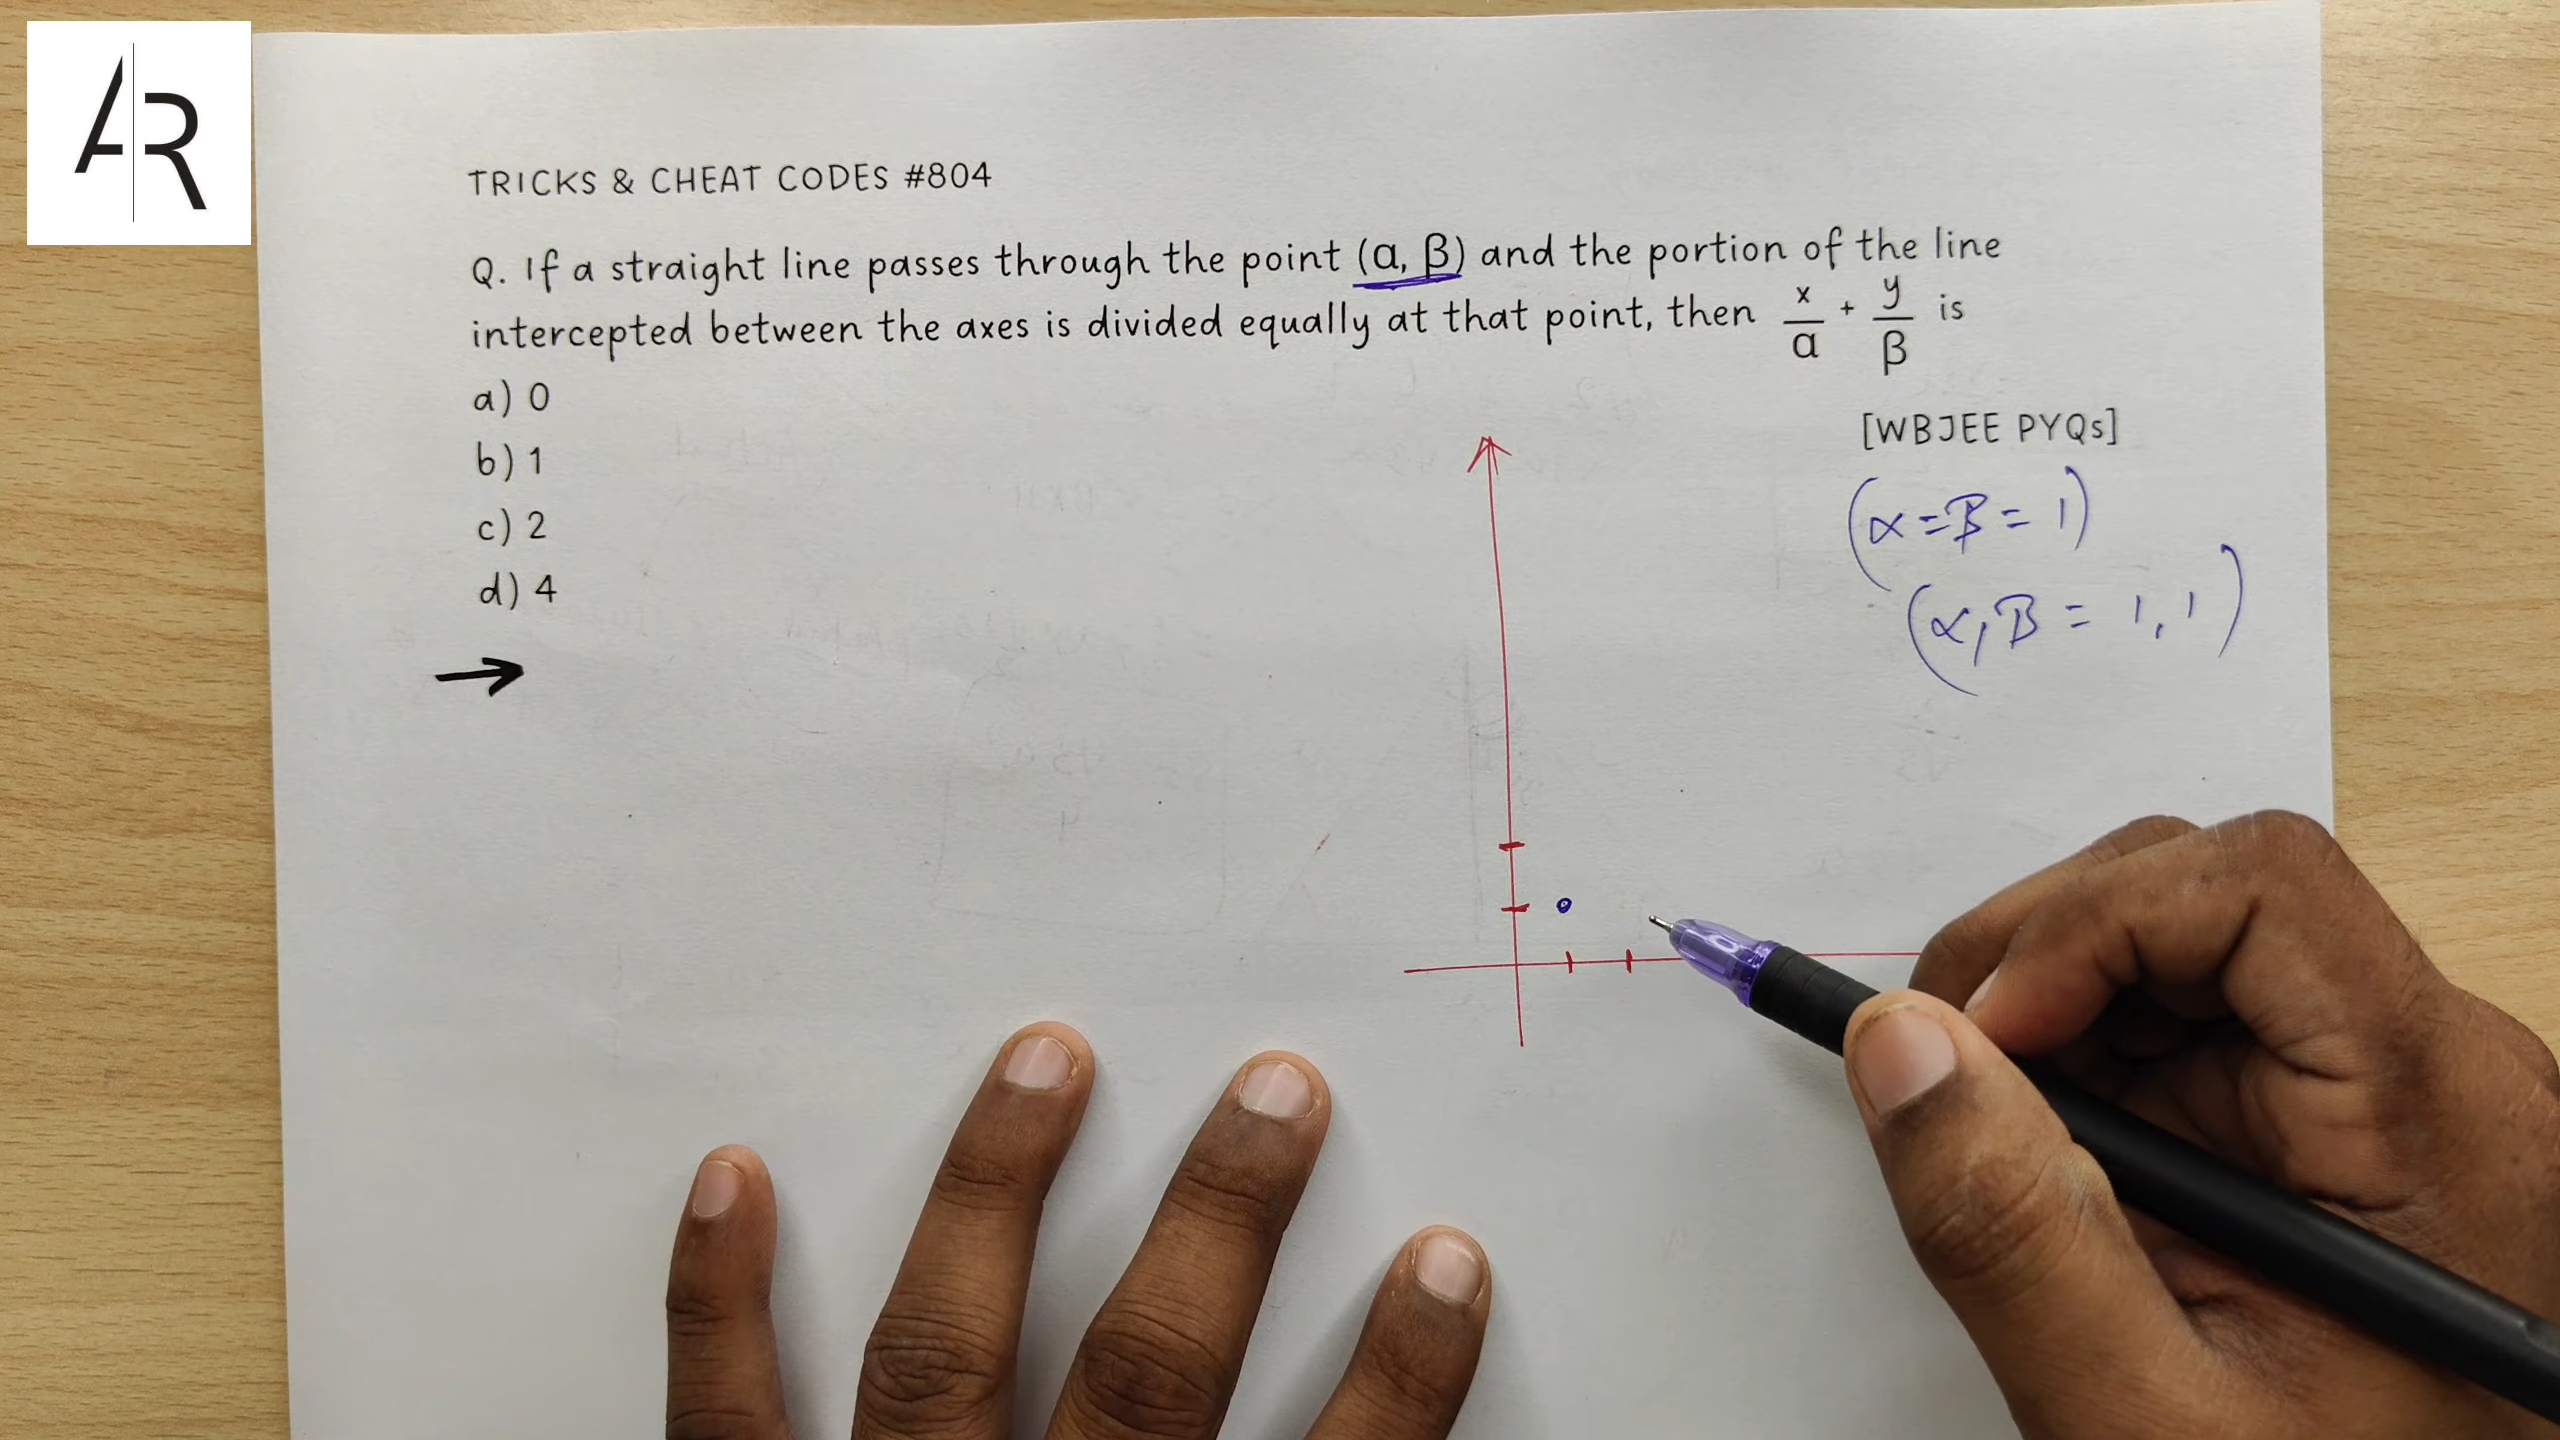 AR
TRICKS & CHEAT CODES #804
Q. If a straight line passes through the point (α, β) and the portion of the line
intercepted between the axes is divided equally at that point, then x/α + y/β is
a) 0
b) 1
c) 2
d) 4
[WBJEE PYQs]
(α = β = 1)
(α, β = 1, 1)